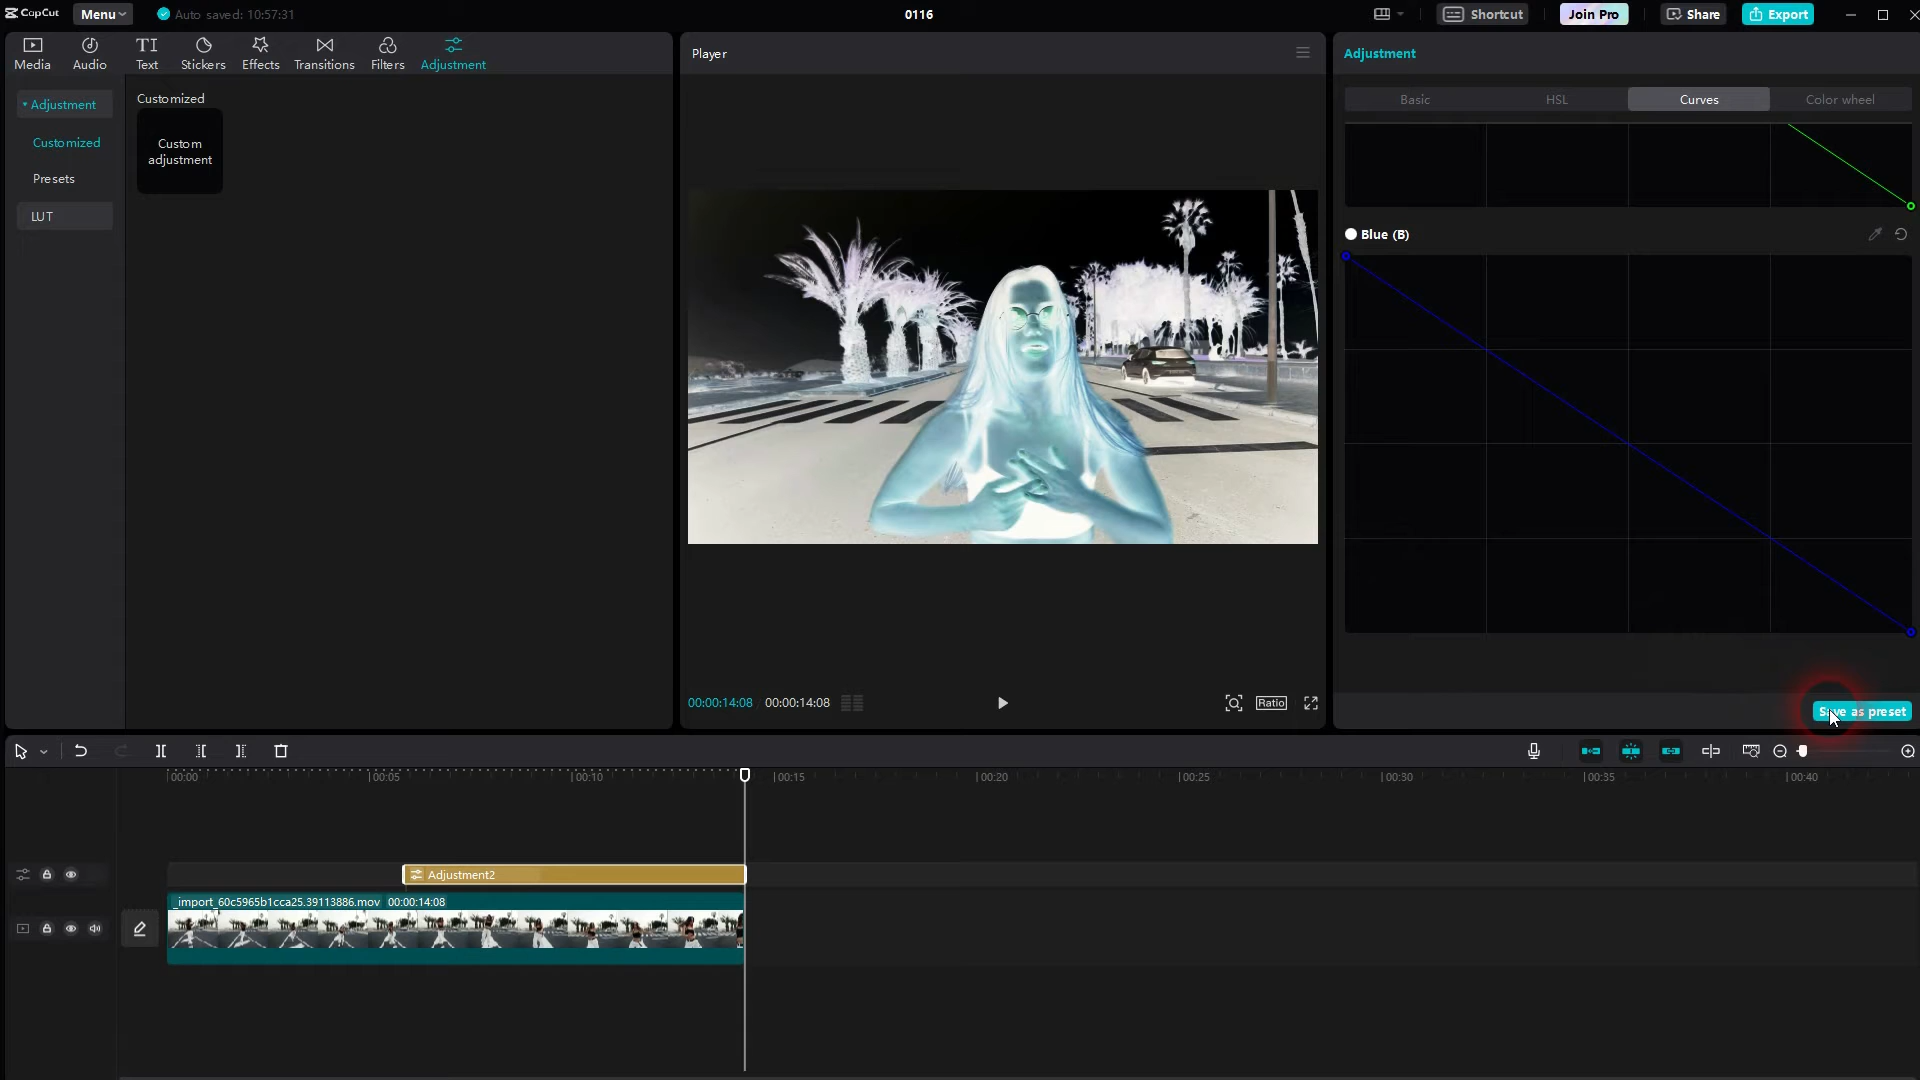 CapCut
Menu
Auto saved: 10:57:31
0116
Shortcut
Join Pro
Share
Export
Media
Audio
Text
Stickers
Effects
Transitions
Filters
Adjustment
Adjustment
Customized
Presets
LUT
Customized
Custom
adjustment
Player
00:00:14:08
00:00:14:08
Ratio
Adjustment
Basic
HSL
Curves
Color wheel
Blue (B)
Save as preset
00:00
00:05
00:10
00:15
00:20
00:25
00:30
00:35
00:40
Adjustment2
_import_60c5965b1cca25.39113886.mov 00:00:14:08